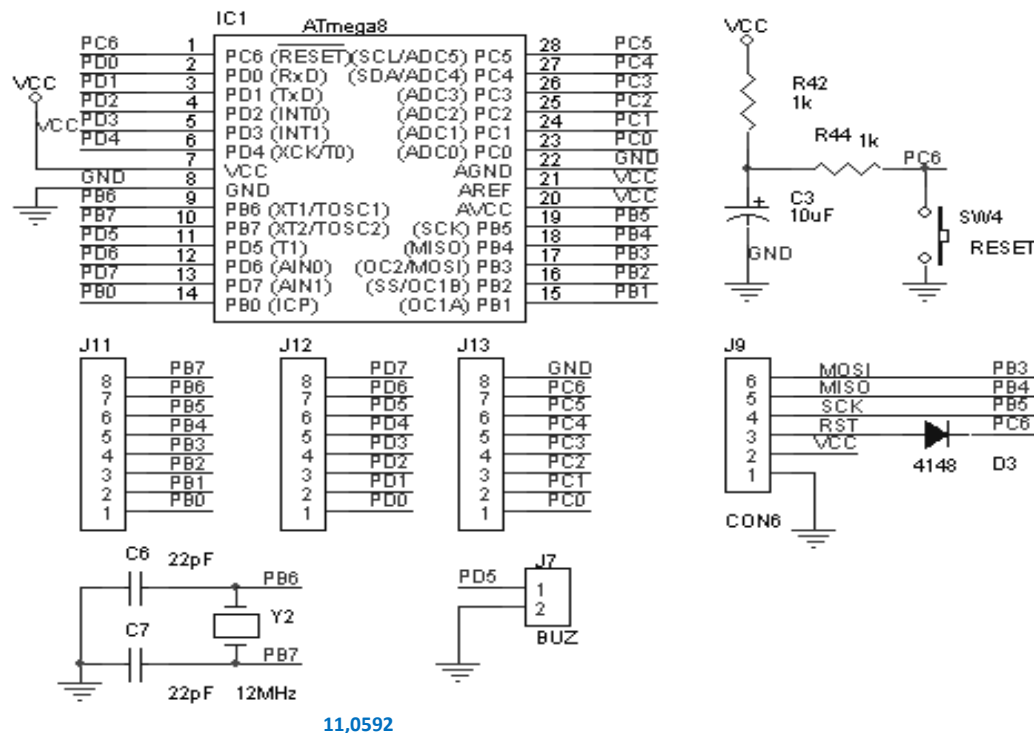 IC1
ATmega8
PC6 1 PC6 (RESET) (SCL/ADC5) PC5 28 PC5
PD0 2 PD0 (RxD) (SDA/ADC4) PC4 27 PC4
PD1 3 PD1 (TxD) (ADC3) PC3 26 PC3
PD2 4 PD2 (INT0) (ADC2) PC2 25 PC2
PD3 5 PD3 (INT1) (ADC1) PC1 24 PC1
PD4 6 PD4 (XCK/T0) (ADC0) PC0 23 PC0
VCC VCC 7 VCC AGND 22 GND
GND 8 GND AREF 21 VCC
PB6 9 PB6 (XT1/TOSC1) AVCC 20 VCC
PB7 10 PB7 (XT2/TOSC2) (SCK) PB5 19 PB5
PD5 11 PD5 (T1) (MISO) PB4 18 PB4
PD6 12 PD6 (AIN0) (OC2/MOSI) PB3 17 PB3
PD7 13 PD7 (AIN1) (SS/OC1B) PB2 16 PB2
PB0 14 PB0 (ICP) (OC1A) PB1 15 PB1
VCC
R42
1k
R44 1k
PC6
C3
10uF
GND
SW4
RESET
J11
8 PB7
7 PB6
6 PB5
5 PB4
4 PB3
3 PB2
2 PB1
1 PB0
J12
8 PD7
7 PD6
6 PD5
5 PD4
4 PD3
3 PD2
2 PD1
1 PD0
J13
8 GND
7 PC6
6 PC5
5 PC4
4 PC3
3 PC2
2 PC1
1 PC0
J9
6 MOSI PB3
5 MISO PB4
4 SCK PB5
3 RST PC6
2 VCC
1
4148 D3
CON6
C6 22pF
PB6
Y2
C7
PB7
22pF 12MHz
11,0592
J7
PD5 1
2
BUZ